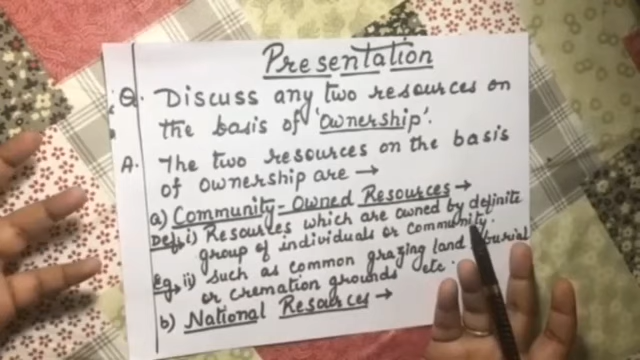 Presentation
Q. Discuss any two resources on
the basis of 'Ownership'.
A. The two resources on the basis
of ownership are →
a) Community-Owned Resources →
Def. i) Resources which are owned by definite
group of individuals or community.
Eg. ii) Such as common grazing land, burial
or cremation grounds etc.
b) National Resources →